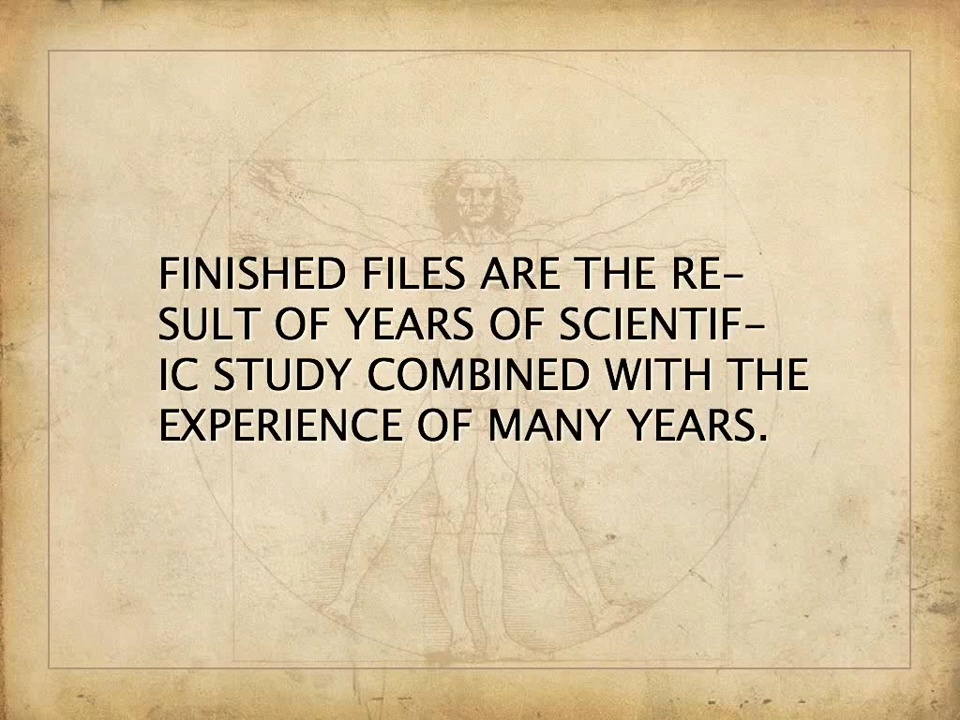 FINISHED FILES ARE THE RE-
SULT OF YEARS OF SCIENTIF-
IC STUDY COMBINED WITH THE
EXPERIENCE OF MANY YEARS.